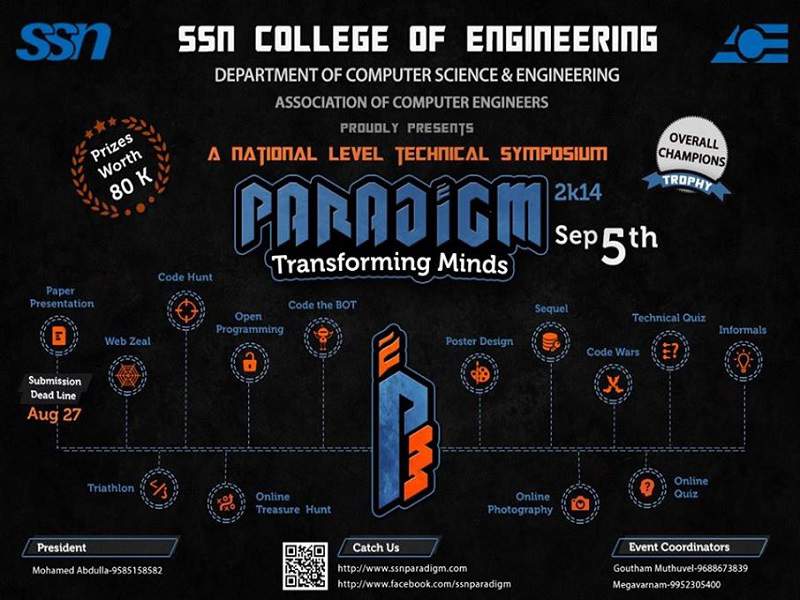 ssn
SSN COLLEGE OF ENGINEERING
ACE
DEPARTMENT OF COMPUTER SCIENCE & ENGINEERING
ASSOCIATION OF COMPUTER ENGINEERS
PROUDLY PRESENTS
A NATIONAL LEVEL TECHNICAL SYMPOSIUM
Prizes
Worth
80 K
OVERALL
CHAMPIONS
TROPHY
PARADIGM
2k14
Sep 5th
Transforming Minds
Paper
Presentation
Submission
Dead Line
Aug 27
Web Zeal
Code Hunt
Open
Programming
Code the BOT
Poster Design
Sequel
Code Wars
Technical Quiz
Informals
Triathlon
Online
Treasure Hunt
Online
Photography
Online
Quiz
President
Mohamed Abdulla-9585158582
Catch Us
http://www.ssnparadigm.com
http://www.facebook.com/ssnparadigm
Event Coordinators
Goutham Muthuvel-9688673839
Megavarnam-9952305400